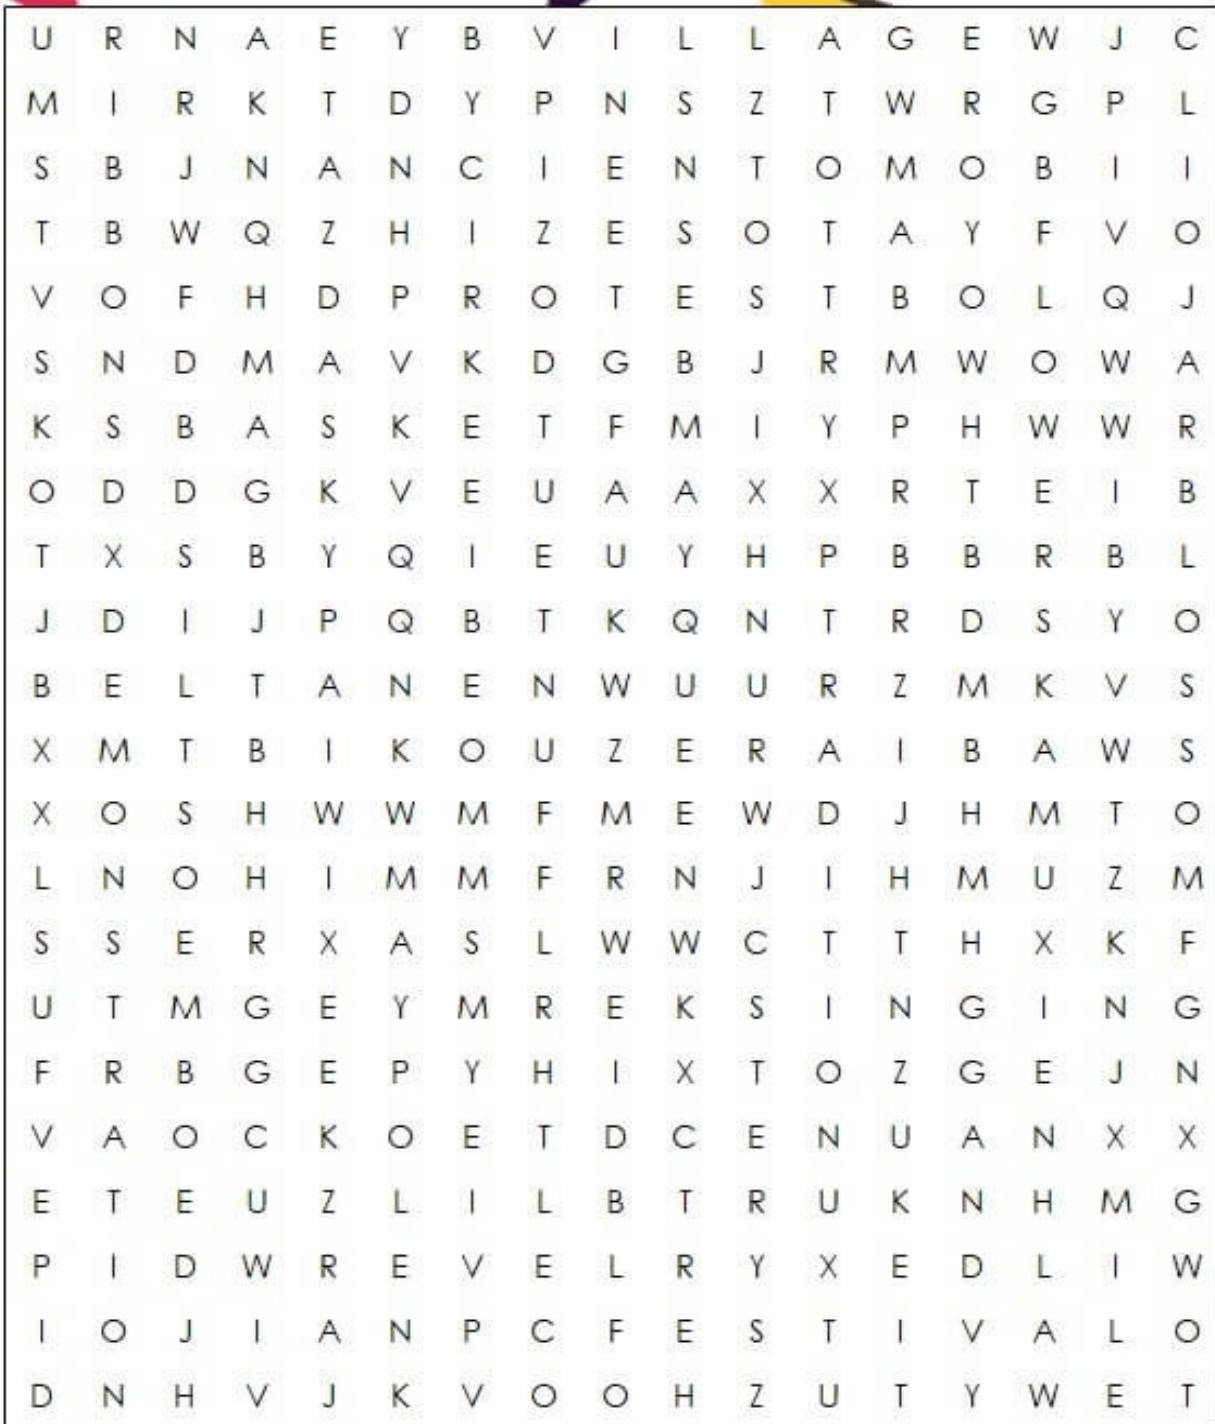 U R N A E Y B V I L L A G E W J C
M I R K T D Y P N S Z T W R G P L
S B J N A N C I E N T O M O B I I
T B W Q Z H I Z E S O T A Y F V O
V O F H D P R O T E S T B O L Q J
S N D M A V K D G B J R M W O W A
K S B A S K E T F M I Y P H W W R
O D D G K V E U A A X X R T E I B
T X S B Y Q I E U Y H P B B R B L
J D I J P Q B T K Q N T R D S Y O
B E L T A N E N W U U R Z M K V S
X M T B I K O U Z E R A I B A W S
X O S H W W M F M E W D J H M T O
L N O H I M M F R N J I H M U Z M
S S E R X A S L W W C T T H X K F
U T M G E Y M R E K S I N G I N G
F R B G E P Y H I X T O Z G E J N
V A O C K O E T D C E N U A N X X
E T E U Z L I L B T R U K N H M G
P I D W R E V E L R Y X E D L I W
I O J I A N P C F E S T I V A L O
D N H V J K V O O H Z U T Y W E T